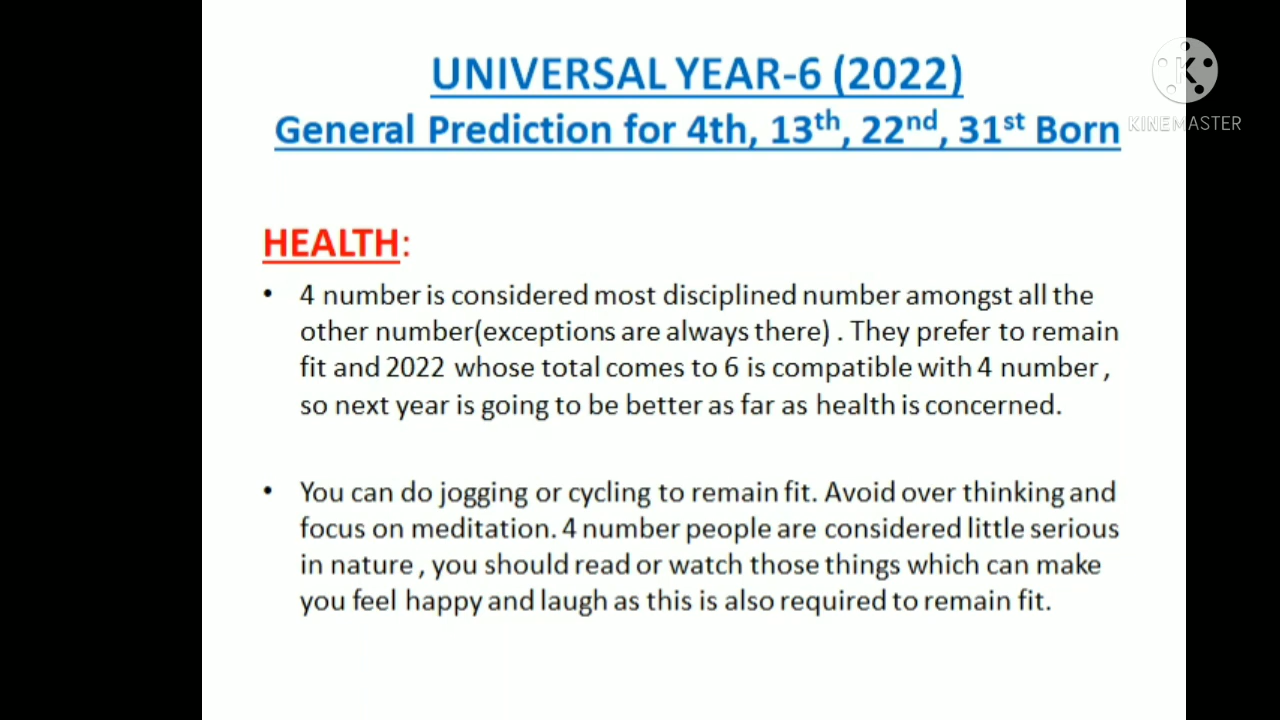 UNIVERSAL YEAR-6 (2022)
General Prediction for 4th, 13th, 22nd, 31st Born
K
KINEMASTER
HEALTH:
• 4 number is considered most disciplined number amongst all the
other number(exceptions are always there) . They prefer to remain
fit and 2022 whose total comes to 6 is compatible with 4 number ,
so next year is going to be better as far as health is concerned.
• You can do jogging or cycling to remain fit. Avoid over thinking and
focus on meditation. 4 number people are considered little serious
in nature , you should read or watch those things which can make
you feel happy and laugh as this is also required to remain fit.